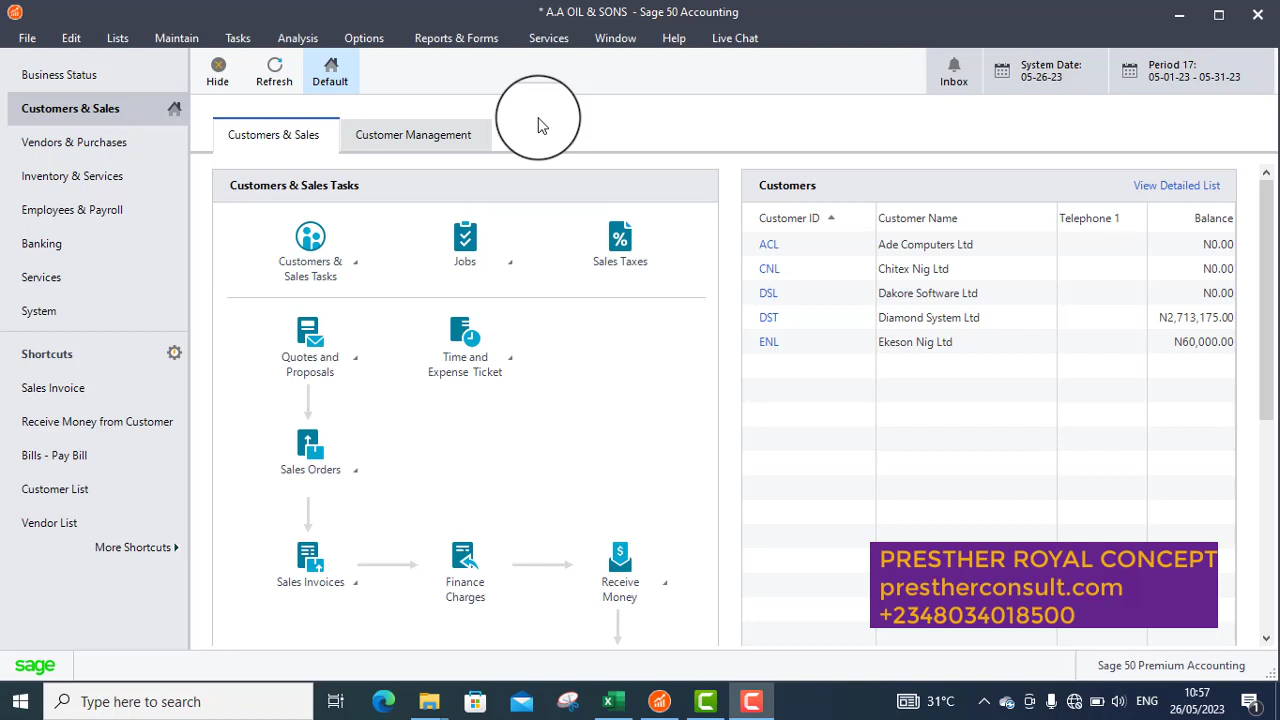 * A.A OIL & SONS - Sage 50 Accounting
File Edit Lists Maintain Tasks Analysis Options Reports & Forms Services Window Help Live Chat
Business Status
Customers & Sales
Vendors & Purchases
Inventory & Services
Employees & Payroll
Banking
Services
System
Shortcuts
Sales Invoice
Receive Money from Customer
Bills - Pay Bill
Customer List
Vendor List
More Shortcuts
Hide Refresh Default
Inbox
System Date:
05-26-23
Period 17:
05-01-23 - 05-31-23
Customers & Sales Customer Management
Customers & Sales Tasks
Customers &
Sales Tasks
Jobs
Sales Taxes
Quotes and
Proposals
Time and
Expense Ticket
Sales Orders
Sales Invoices
Finance
Charges
Receive
Money
Customers View Detailed List
Customer ID Customer Name Telephone 1 Balance
ACL Ade Computers Ltd N0.00
CNL Chitex Nig Ltd N0.00
DSL Dakore Software Ltd N0.00
DST Diamond System Ltd N2,713,175.00
ENL Ekeson Nig Ltd N60,000.00
PRESTHER ROYAL CONCEPT
prestherconsult.com
+2348034018500
sage
Sage 50 Premium Accounting
Type here to search
31°C
ENG
10:57
26/05/2023
1